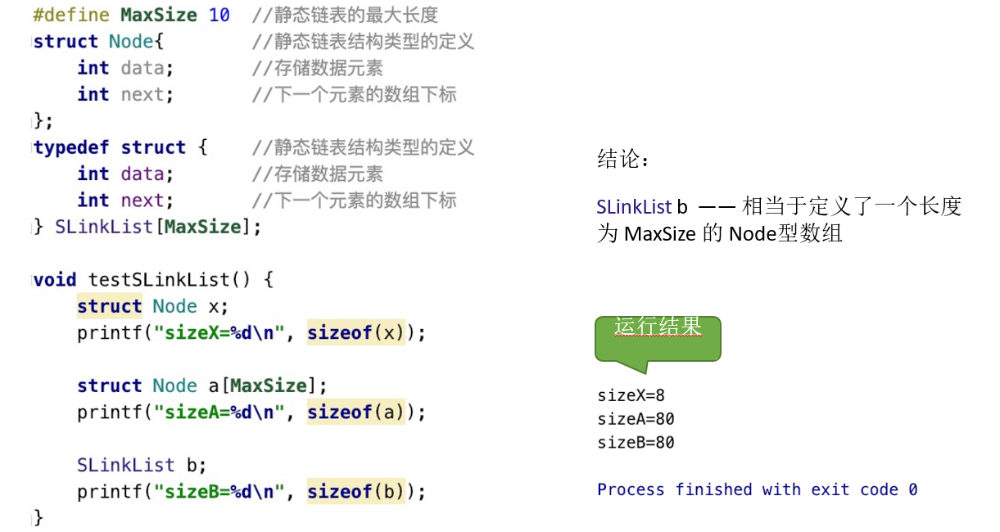 #define MaxSize 10  //静态链表的最大长度
struct Node{        //静态链表结构类型的定义
    int data;       //存储数据元素
    int next;       //下一个元素的数组下标
};
typedef struct {    //静态链表结构类型的定义
    int data;       //存储数据元素
    int next;       //下一个元素的数组下标
} SLinkList[MaxSize];
void testSLinkList() {
    struct Node x;
    printf("sizeX=%d\n", sizeof(x));
    struct Node a[MaxSize];
    printf("sizeA=%d\n", sizeof(a));
    SLinkList b;
    printf("sizeB=%d\n", sizeof(b));
}
结论：
SLinkList b —— 相当于定义了一个长度
为 MaxSize 的 Node型数组
运行结果
sizeX=8
sizeA=80
sizeB=80
Process finished with exit code 0